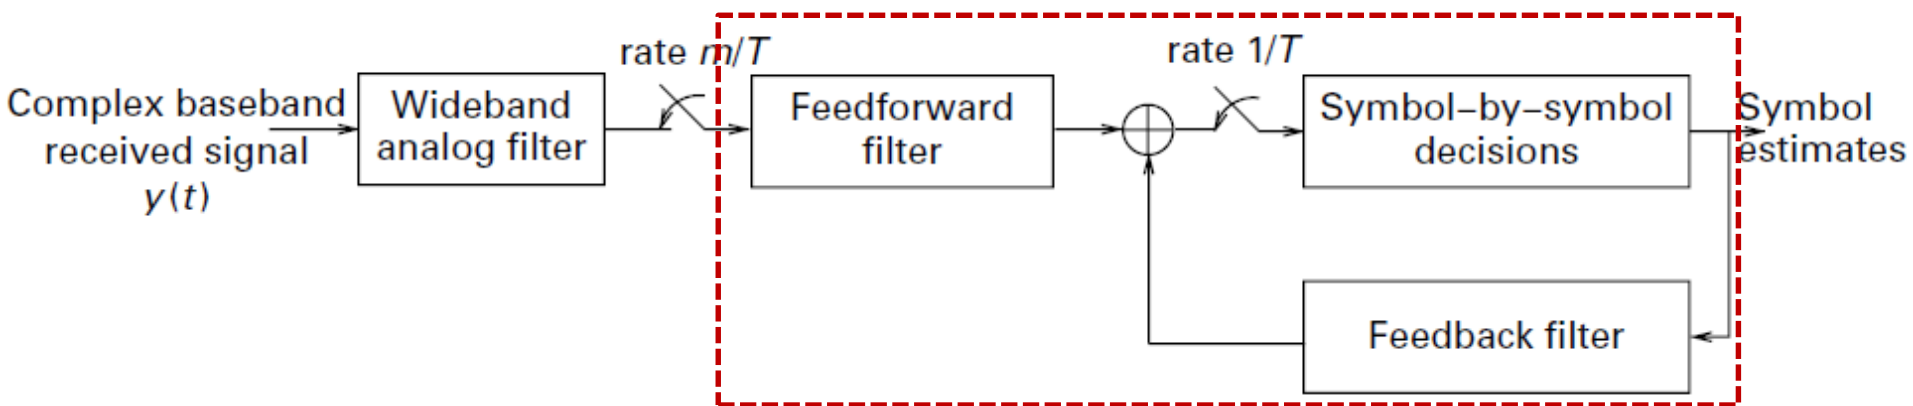 Complex baseband
received signal
y(t)
Wideband
analog filter
rate m/T
Feedforward
filter
rate 1/T
Symbol–by–symbol
decisions
Symbol
estimates
Feedback filter